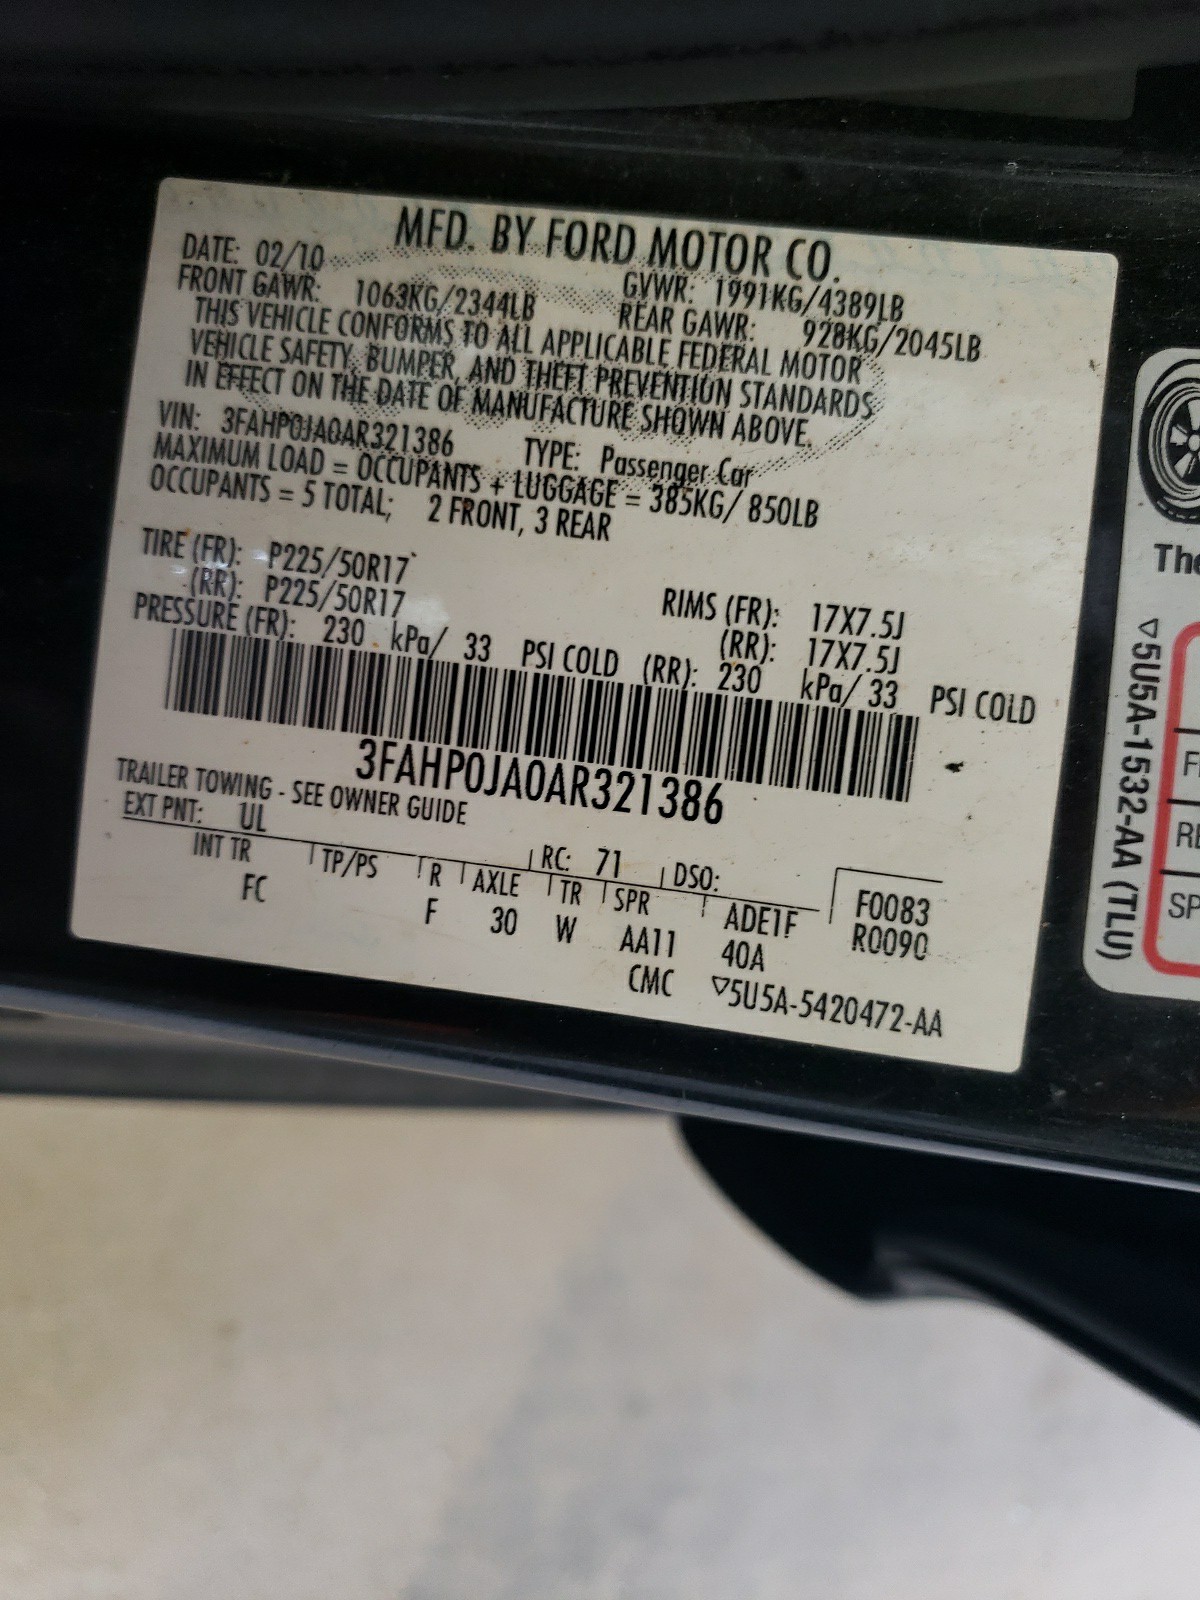 MFD. BY FORD MOTOR CO.
DATE: 02/10 GVWR: 1991KG/4389LB
FRONT GAWR: 1063KG/2344LB REAR GAWR: 928KG/2045LB
THIS VEHICLE CONFORMS TO ALL APPLICABLE FEDERAL MOTOR
VEHICLE SAFETY, BUMPER, AND THEFT PREVENTION STANDARDS
IN EFFECT ON THE DATE OF MANUFACTURE SHOWN ABOVE.
VIN: 3FAHP0JA0AR321386 TYPE: Passenger Car
MAXIMUM LOAD = OCCUPANTS + LUGGAGE = 385KG/ 850LB
OCCUPANTS = 5 TOTAL; 2 FRONT, 3 REAR
TIRE (FR): P225/50R17 RIMS (FR): 17X7.5J
(RR): P225/50R17 (RR): 17X7.5J
PRESSURE (FR): 230 kPa/ 33 PSI COLD (RR): 230 kPa/ 33 PSI COLD
3FAHP0JA0AR321386
TRAILER TOWING - SEE OWNER GUIDE
EXT PNT: UL RC: 71 DSO:
INT TR TP/PS R AXLE TR SPR ADE1F F0083
FC F 30 W AA11 40A R0090
CMC ▽5U5A-5420472-AA
The
▽5U5A-1532-AA (TLU)
SP